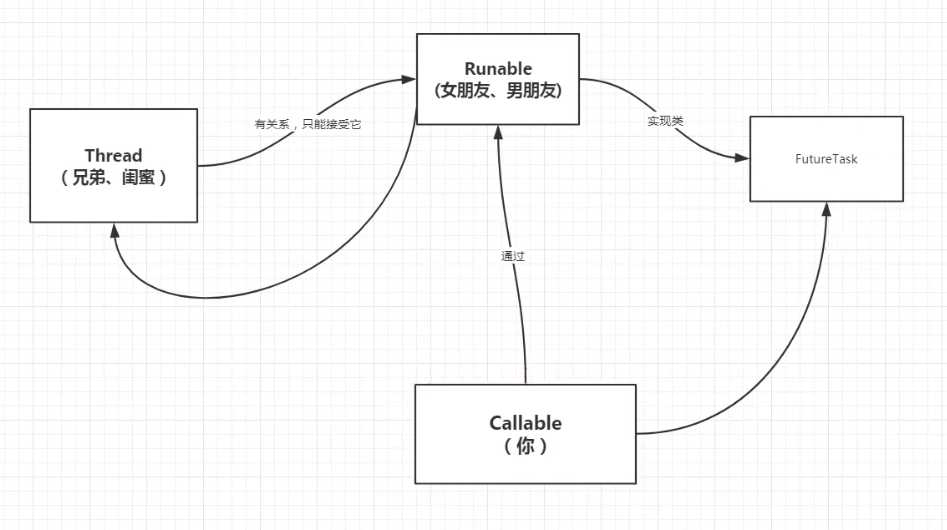 Runable
(女朋友、男朋友)
有关系，只能接受它
实现类
Thread
（兄弟、闺蜜）
FutureTask
通过
Callable
（你）